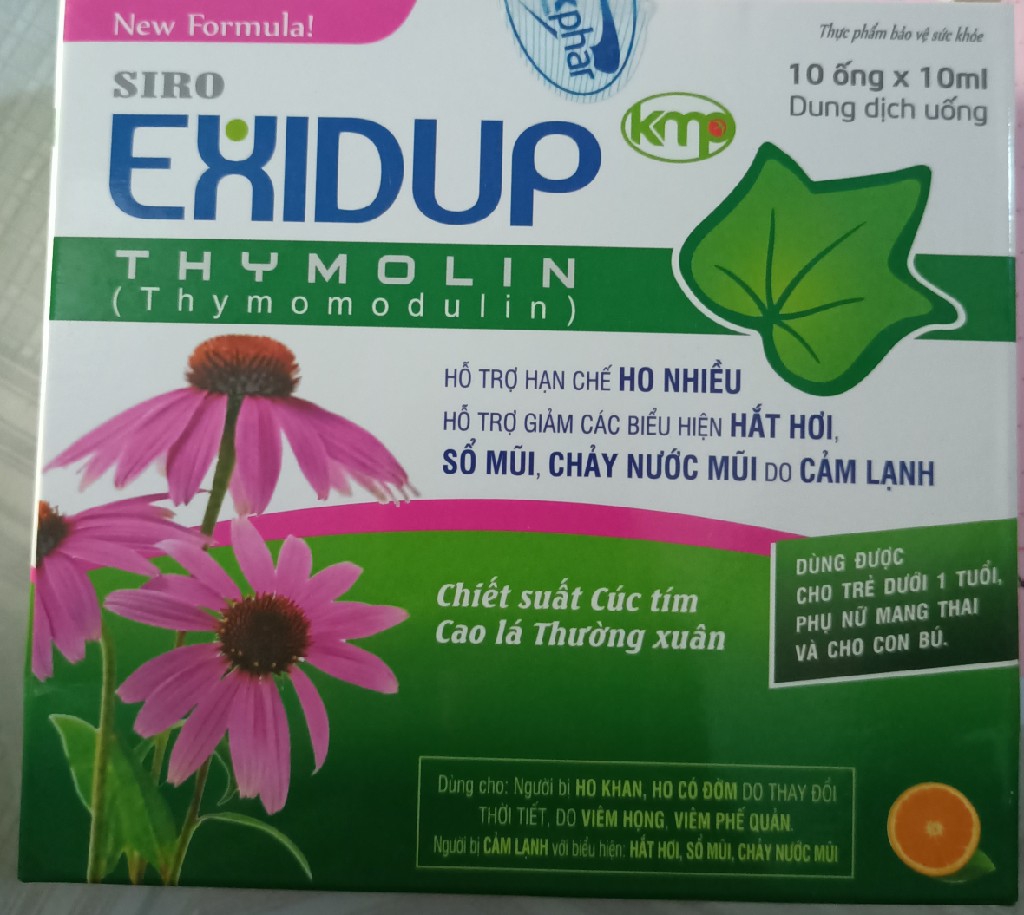 New Formula!
kphar
Thực phẩm bảo vệ sức khỏe
SIRO
10 ống x 10ml
Dung dịch uống
EXIDUP
kmp
THYMOLIN
(Thymomodulin)
HỖ TRỢ HẠN CHẾ HO NHIỀU
HỖ TRỢ GIẢM CÁC BIỂU HIỆN HẮT HƠI,
SỔ MŨI, CHẢY NƯỚC MŨI DO CẢM LẠNH
DÙNG ĐƯỢC
CHO TRẺ DƯỚI 1 TUỔI,
PHỤ NỮ MANG THAI
VÀ CHO CON BÚ.
Chiết suất Cúc tím
Cao lá Thường xuân
Dùng cho: Người bị HO KHAN, HO CÓ ĐỜM DO THAY ĐỔI
THỜI TIẾT, DO VIÊM HỌNG, VIÊM PHẾ QUẢN.
Người bị CẢM LẠNH với biểu hiện: HẮT HƠI, SỔ MŨI, CHẢY NƯỚC MŨI